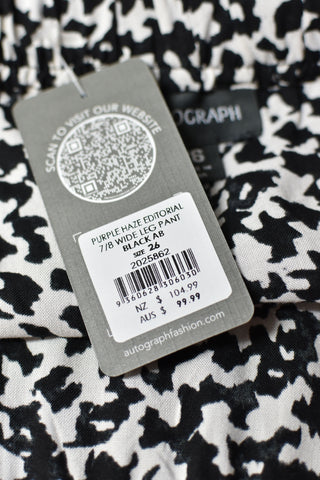 SCAN TO VISIT OUR WEBSITE
OGRAPH
PURPLE HAZE EDITORIAL
7/8 WIDE LEG PANT
BLACK AB
SIZE 26
2025862
9360628306030
NZ $ 104.99
AUS $ 99.99
autographfashion.com